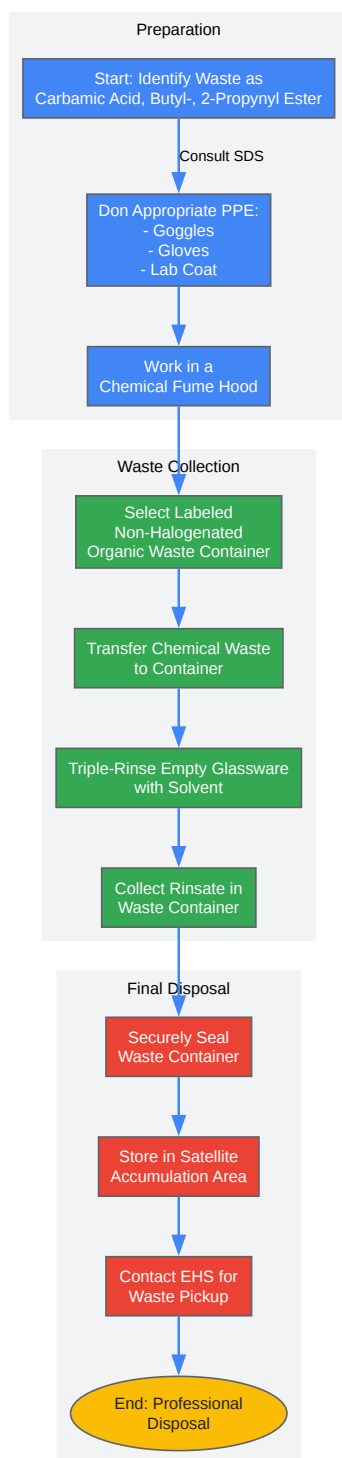 Preparation
Start: Identify Waste as
Carbamic Acid, Butyl-, 2-Propynyl Ester
Consult SDS
Don Appropriate PPE:
- Goggles
- Gloves
- Lab Coat
Work in a
Chemical Fume Hood
Waste Collection
Select Labeled
Non-Halogenated
Organic Waste Container
Transfer Chemical Waste
to Container
Triple-Rinse Empty Glassware
with Solvent
Collect Rinsate in
Waste Container
Final Disposal
Securely Seal
Waste Container
Store in Satellite
Accumulation Area
Contact EHS for
Waste Pickup
End: Professional
Disposal